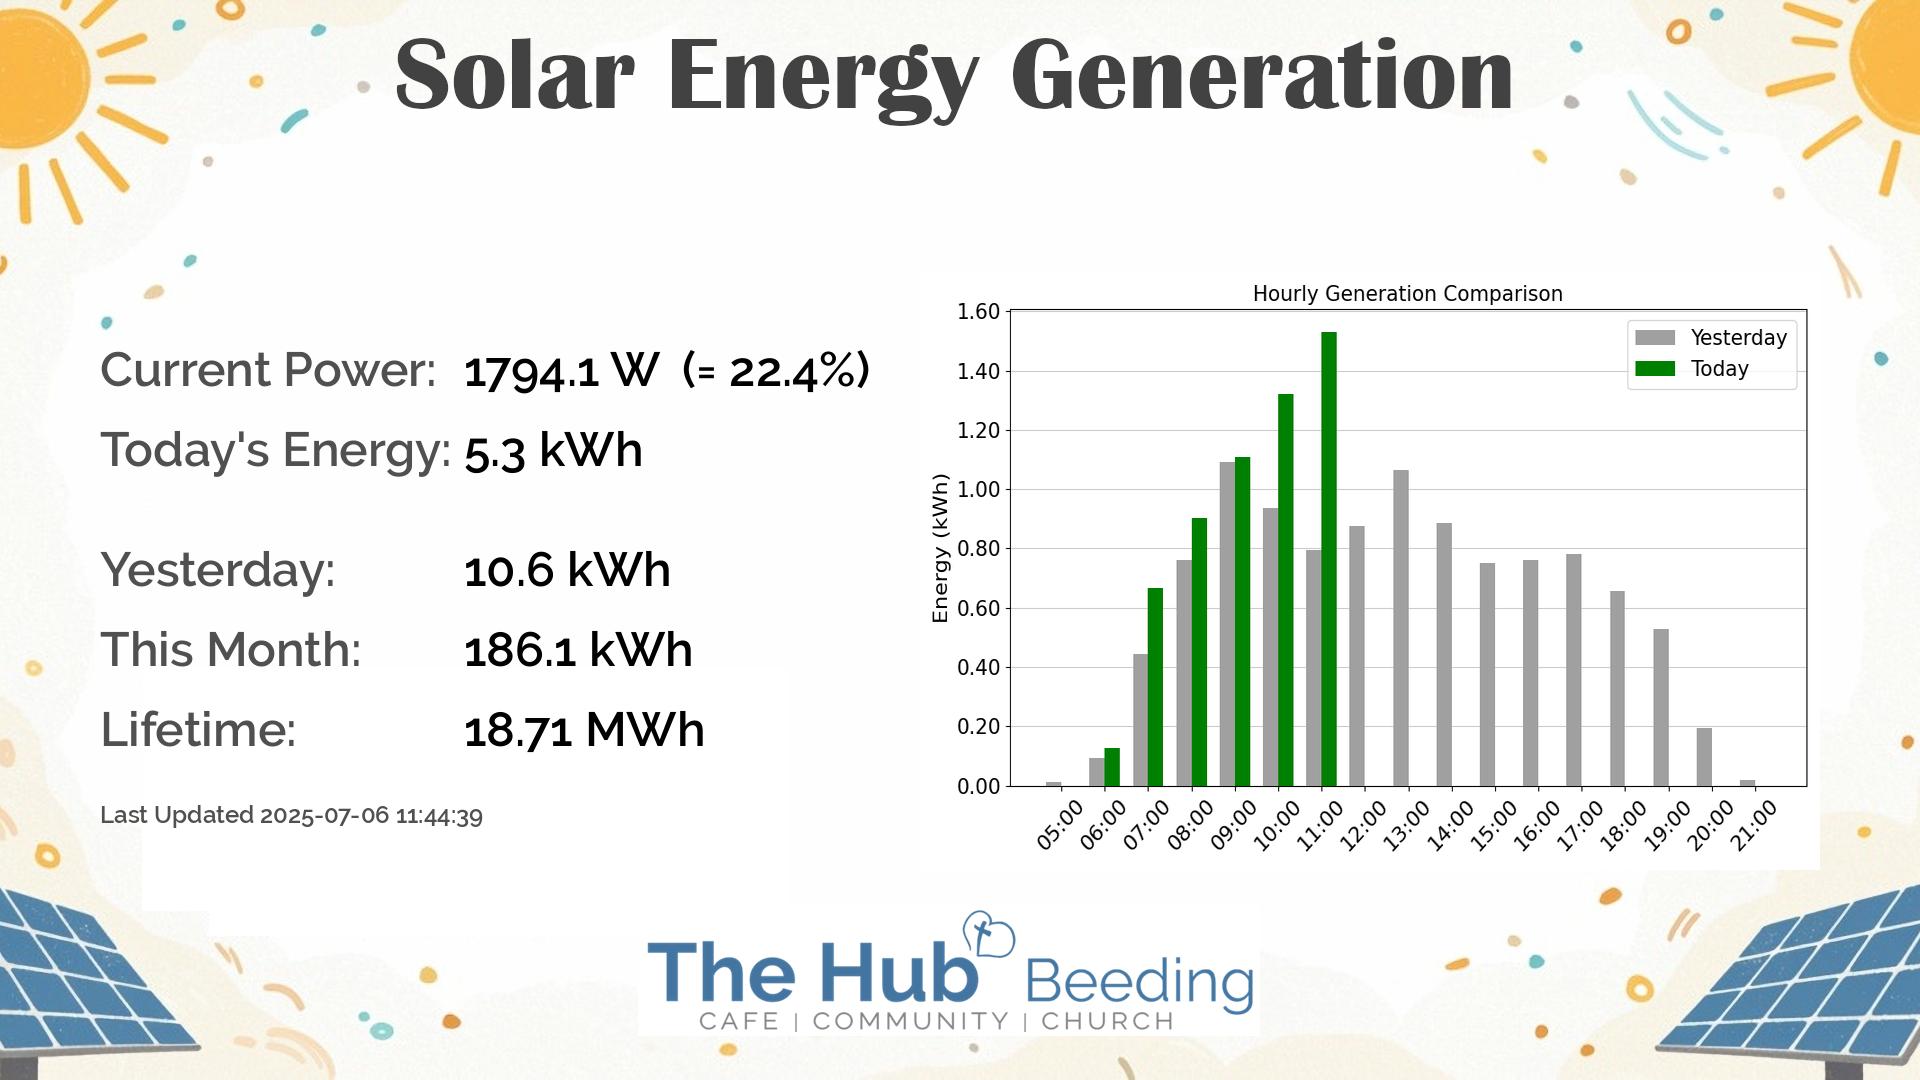 Solar Energy Generation
Current Power: 1794.1 W (= 22.4%)
Today's Energy: 5.3 kWh
Yesterday: 10.6 kWh
This Month: 186.1 kWh
Lifetime: 18.71 MWh
Last Updated 2025-07-06 11:44:39
Hourly Generation Comparison
Yesterday
Today
Energy (kWh)
1.60
1.40
1.20
1.00
0.80
0.60
0.40
0.20
0.00
05:00 06:00 07:00 08:00 09:00 10:00 11:00 12:00 13:00 14:00 15:00 16:00 17:00 18:00 19:00 20:00 21:00
The Hub Beeding
CAFE | COMMUNITY | CHURCH